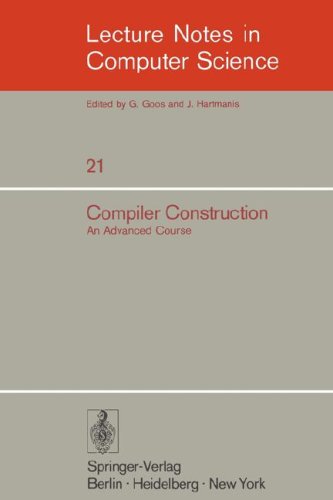 Lecture Notes in
Computer Science
Edited by G. Goos and J. Hartmanis
21
Compiler Construction
An Advanced Course
Springer-Verlag
Berlin · Heidelberg · New York